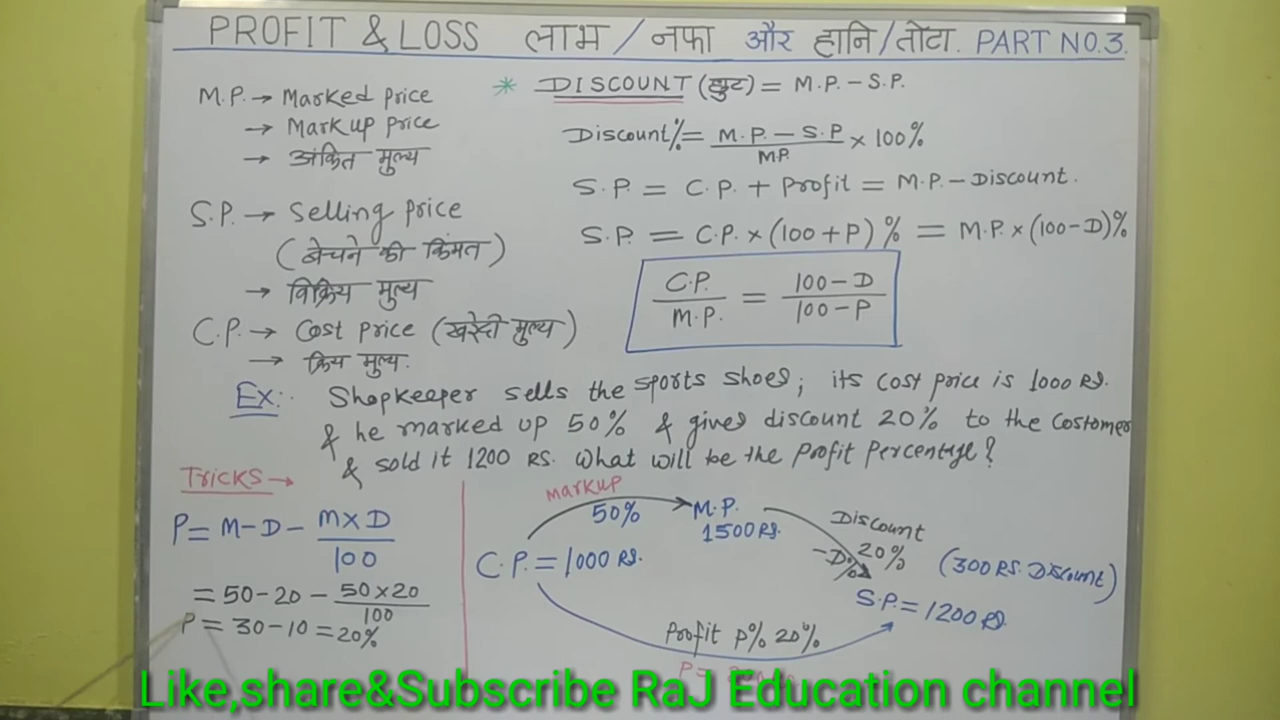 PROFIT & LOSS लाभ / नफा और हानि/तोटा. PART NO.3.
M.P. → Marked price
→ Markup price
→ अंकित मुल्य
S.P. → Selling price
(बेचने की किंमत)
→ विक्रिय मुल्य
C.P. → Cost price (खरेदी मुल्य)
→ क्रिय मुल्य.
* DISCOUNT (छुट) = M.P. – S.P.
Discount% = M.P. – S.P / M.P. × 100%
S.P. = C.P. + Profit = M.P. – Discount.
S.P. = C.P. × (100 + P) % = M.P. × (100 - D)%
C.P. / M.P. = 100 – D / 100 – P
Ex:- Shopkeeper sells the sports shoes; its cost price is 1000 RS.
& he marked up 50% & gives discount 20% to the costomer
& sold it 1200 RS. What will be the Profit Percentage?
Tricks →
P = M – D – M×D / 100
= 50 – 20 – 50×20 / 100
P = 30 – 10 = 20%
markup
50%
M.P.
1500 RS.
C.P. = 1000 RS.
Discount
20%
–D%
(300 RS. Discount)
S.P. = 1200 RS.
Profit P% 20%
Like,share&Subscribe RaJ Education channel